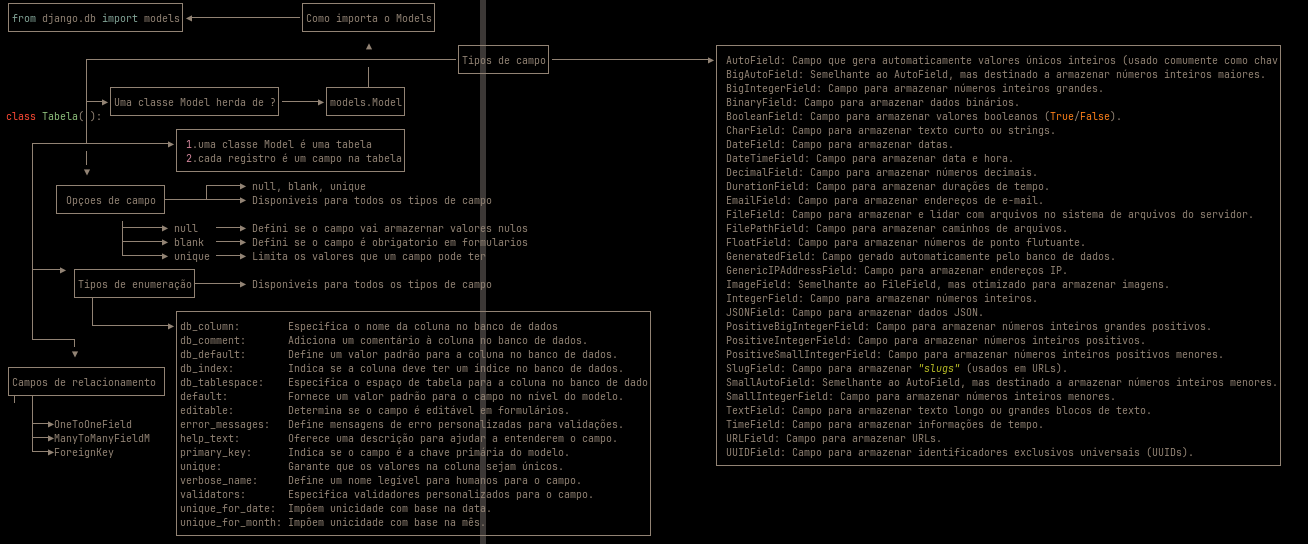 from django.db import models
Como importa o Models
Tipos de campo
Uma classe Model herda de ?
models.Model
class Tabela():
1.uma classe Model é uma tabela
2.cada registro é um campo na tabela
Opçoes de campo
null, blank, unique
Disponiveis para todos os tipos de campo
null
Defini se o campo vai armazernar valores nulos
blank
Defini se o campo é obrigatorio em formularios
unique
Limita os valores que um campo pode ter
Tipos de enumeração
Disponiveis para todos os tipos de campo
db_column: Especifica o nome da coluna no banco de dados
db_comment: Adiciona um comentário à coluna no banco de dados.
db_default: Define um valor padrão para a coluna no banco de dados.
db_index: Indica se a coluna deve ter um índice no banco de dados.
db_tablespace: Especifica o espaço de tabela para a coluna no banco de dado
default: Fornece um valor padrão para o campo no nível do modelo.
editable: Determina se o campo é editável em formulários.
error_messages: Define mensagens de erro personalizadas para validações.
help_text: Oferece uma descrição para ajudar a entenderem o campo.
primary_key: Indica se o campo é a chave primária do modelo.
unique: Garante que os valores na coluna sejam únicos.
verbose_name: Define um nome legível para humanos para o campo.
validators: Especifica validadores personalizados para o campo.
unique_for_date: Impõem unicidade com base na data.
unique_for_month: Impõem unicidade com base na mês.
Campos de relacionamento
OneToOneField
ManyToManyFieldM
ForeignKey
AutoField: Campo que gera automaticamente valores únicos inteiros (usado comumente como chav
BigAutoField: Semelhante ao AutoField, mas destinado a armazenar números inteiros maiores.
BigIntegerField: Campo para armazenar números inteiros grandes.
BinaryField: Campo para armazenar dados binários.
BooleanField: Campo para armazenar valores booleanos (True/False).
CharField: Campo para armazenar texto curto ou strings.
DateField: Campo para armazenar datas.
DateTimeField: Campo para armazenar data e hora.
DecimalField: Campo para armazenar números decimais.
DurationField: Campo para armazenar durações de tempo.
EmailField: Campo para armazenar endereços de e-mail.
FileField: Campo para armazenar e lidar com arquivos no sistema de arquivos do servidor.
FilePathField: Campo para armazenar caminhos de arquivos.
FloatField: Campo para armazenar números de ponto flutuante.
GeneratedField: Campo gerado automaticamente pelo banco de dados.
GenericIPAddressField: Campo para armazenar endereços IP.
ImageField: Semelhante ao FileField, mas otimizado para armazenar imagens.
IntegerField: Campo para armazenar números inteiros.
JSONField: Campo para armazenar dados JSON.
PositiveBigIntegerField: Campo para armazenar números inteiros grandes positivos.
PositiveIntegerField: Campo para armazenar números inteiros positivos.
PositiveSmallIntegerField: Campo para armazenar números inteiros positivos menores.
SlugField: Campo para armazenar "slugs" (usados em URLs).
SmallAutoField: Semelhante ao AutoField, mas destinado a armazenar números inteiros menores.
SmallIntegerField: Campo para armazenar números inteiros menores.
TextField: Campo para armazenar texto longo ou grandes blocos de texto.
TimeField: Campo para armazenar informações de tempo.
URLField: Campo para armazenar URLs.
UUIDField: Campo para armazenar identificadores exclusivos universais (UUIDs).